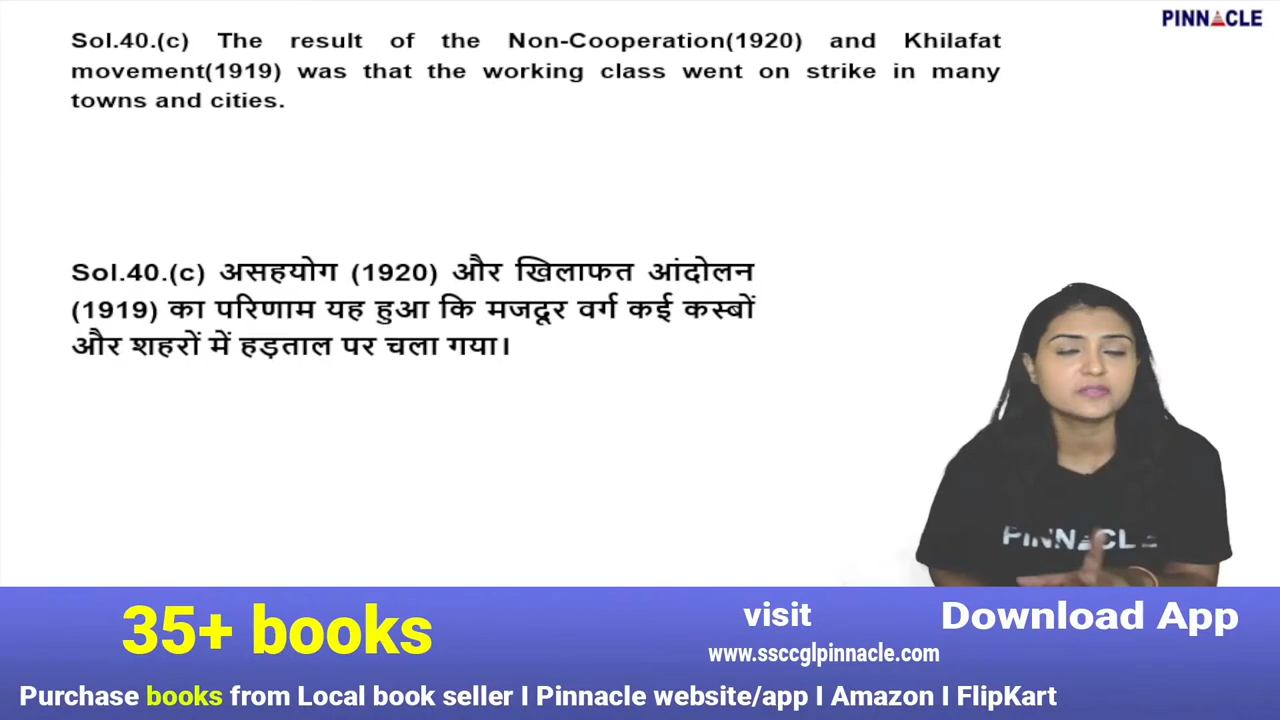 PINNACLE
Sol.40.(c) The result of the Non-Cooperation(1920) and Khilafat
movement(1919) was that the working class went on strike in many
towns and cities.
Sol.40.(c) असहयोग (1920) और खिलाफत आंदोलन
(1919) का परिणाम यह हुआ कि मजदूर वर्ग कई कस्बों
और शहरों में हड़ताल पर चला गया।
PINNACLE
35+ books
visit
www.ssccglpinnacle.com
Download App
Purchase books from Local book seller I Pinnacle website/app I Amazon I FlipKart